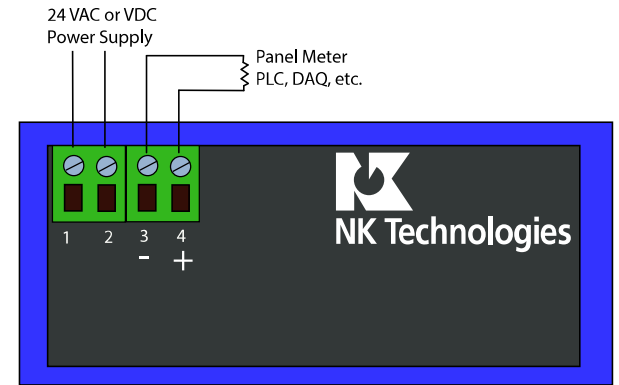 24 VAC or VDC
Power Supply
Panel Meter
PLC, DAQ, etc.
NK Technologies
1 2 3 4
- +